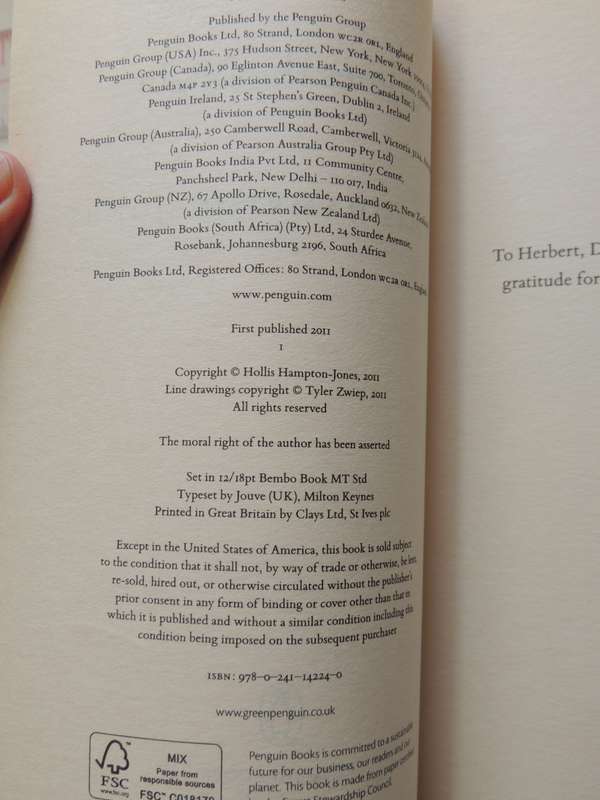 Published by the Penguin Group
Penguin Books Ltd, 80 Strand, London WC2R 0RL, England
Penguin Group (USA) Inc., 375 Hudson Street, New York, New York
Penguin Group (Canada), 90 Eglinton Avenue East, Suite 700, Toronto,
Canada M4P 2Y3 (a division of Pearson Penguin Canada Inc.)
Penguin Ireland, 25 St Stephen's Green, Dublin 2, Ireland
(a division of Penguin Books Ltd)
Penguin Group (Australia), 250 Camberwell Road, Camberwell, Victoria
(a division of Pearson Australia Group Pty Ltd)
Penguin Books India Pvt Ltd, 11 Community Centre,
Panchsheel Park, New Delhi – 110 017, India
Penguin Group (NZ), 67 Apollo Drive, Rosedale, Auckland 0632, New
(a division of Pearson New Zealand Ltd)
Penguin Books (South Africa) (Pty) Ltd, 24 Sturdee Avenue,
Rosebank, Johannesburg 2196, South Africa
Penguin Books Ltd, Registered Offices: 80 Strand, London WC2R 0RL, England
www.penguin.com
First published 2011
1
Copyright © Hollis Hampton-Jones, 2011
Line drawings copyright © Tyler Zwiep, 2011
All rights reserved
The moral right of the author has been asserted
Set in 12/18pt Bembo Book MT Std
Typeset by Jouve (UK), Milton Keynes
Printed in Great Britain by Clays Ltd, St Ives plc
Except in the United States of America, this book is sold subject
to the condition that it shall not, by way of trade or otherwise, be lent,
re-sold, hired out, or otherwise circulated without the publisher's
prior consent in any form of binding or cover other than that in
which it is published and without a similar condition including this
condition being imposed on the subsequent purchaser
ISBN: 978-0-241-14224-0
www.greenpenguin.co.uk
MIX
Paper from
responsible sources
FSC
www.fsc.org
FSC™ C018179
Penguin Books is committed to a sustainable
future for our business, our readers and our
planet. This book is made from paper certified
Stewardship Council.
To Herbert, D
gratitude for